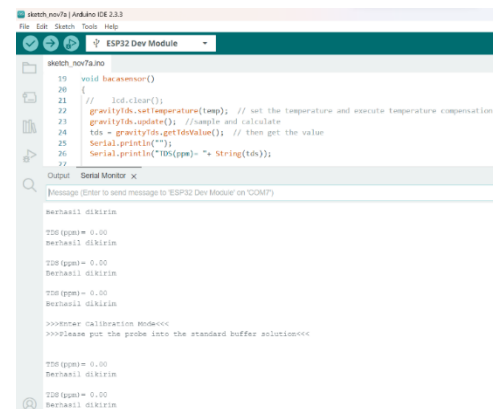 sketch_nov7a | Arduino IDE 2.3.3
File Edit Sketch Tools Help
ESP32 Dev Module
sketch_nov7a.ino
19 void bacasensor()
20 {
21 // lcd.clear();
22 gravityTds.setTemperature(temp); // set the temperature and execute temperature compensation
23 gravityTds.update(); //sample and calculate
24 tds = gravityTds.getTdsValue(); // then get the value
25 Serial.println("");
26 Serial.println("TDS(ppm)= "+ String(tds));
27
Output Serial Monitor x
Message (Enter to send message to 'ESP32 Dev Module' on 'COM7')
Berhasil dikirim
TDS(ppm)= 0.00
Berhasil dikirim
TDS(ppm)= 0.00
Berhasil dikirim
TDS(ppm)= 0.00
Berhasil dikirim
>>>Enter Calibration Mode<<<
>>>Please put the probe into the standard buffer solution<<<
TDS(ppm)= 0.00
Berhasil dikirim
TDS(ppm)= 0.00
Berhasil dikirim